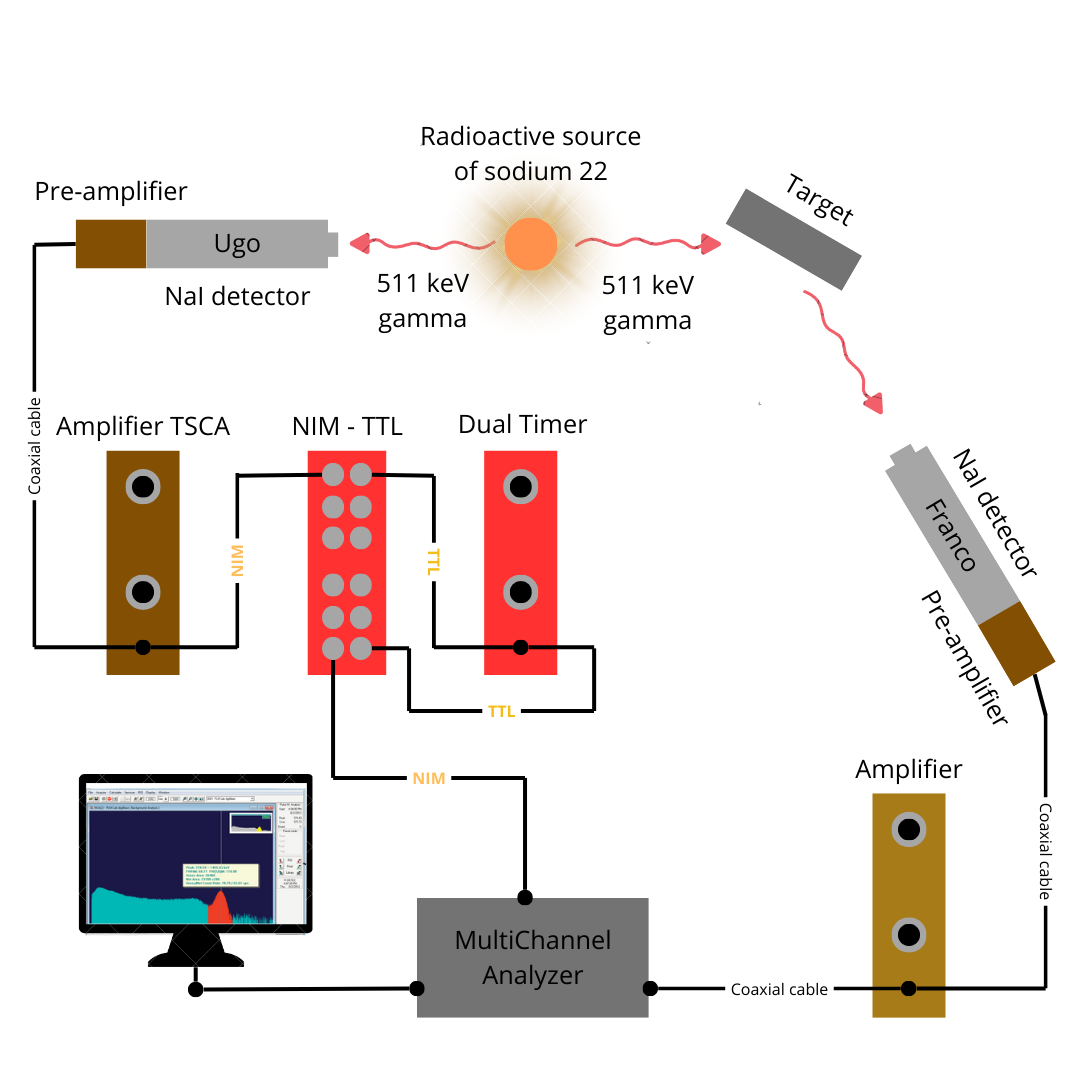 Radioactive source
of sodium 22
Pre-amplifier
Ugo
NaI detector
511 keV
gamma
511 keV
gamma
Target
Coaxial cable
Amplifier TSCA
NIM - TTL
Dual Timer
NIM
TTL
TTL
NIM
NaI detector
Franco
Pre-amplifier
Amplifier
Coaxial cable
MultiChannel
Analyzer
Coaxial cable